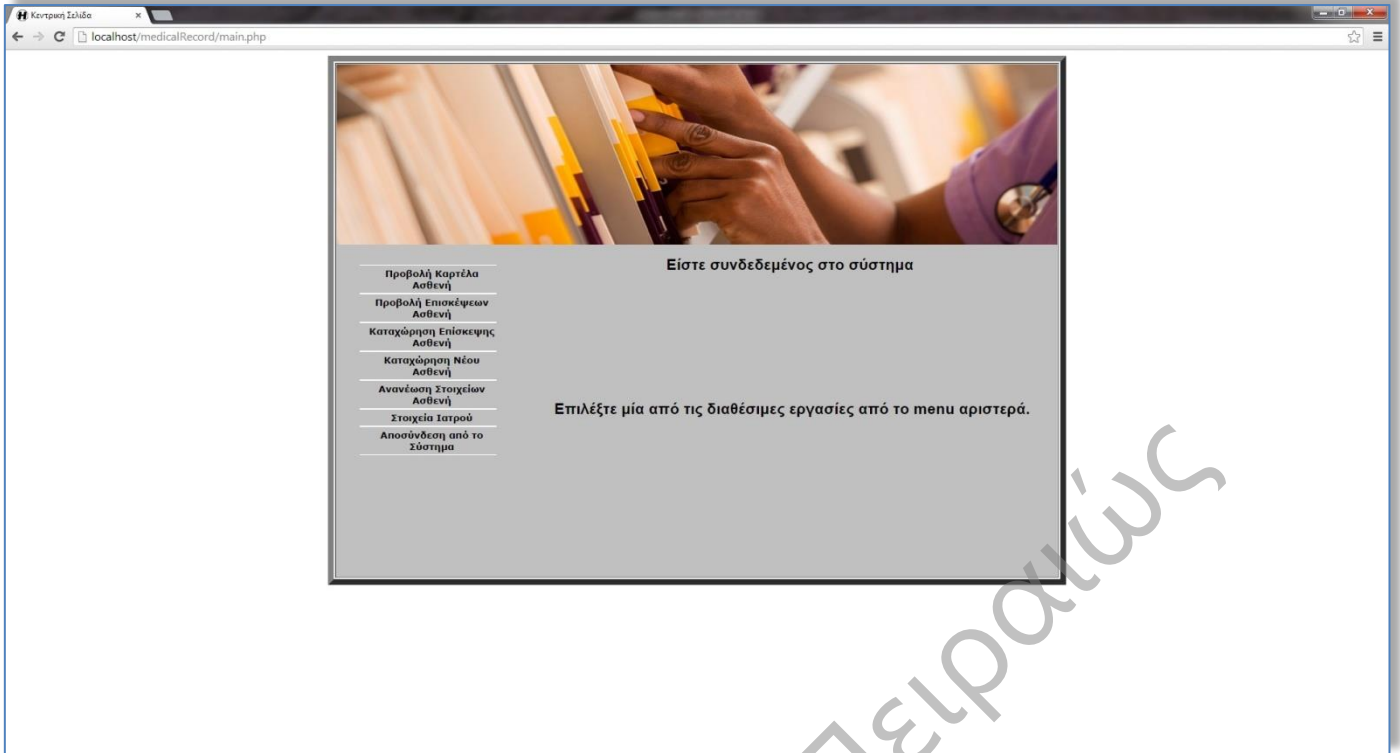 Κεντρική Σελίδα
localhost/medicalRecord/main.php
Είστε συνδεδεμένος στο σύστημα
Προβολή Καρτέλα
Ασθενή
Προβολή Επισκέψεων
Ασθενή
Καταχώρηση Επίσκεψης
Ασθενή
Καταχώρηση Νέου
Ασθενή
Ανανέωση Στοιχείων
Ασθενή
Στοιχεία Ιατρού
Αποσύνδεση από το
Σύστημα
Επιλέξτε μία από τις διαθέσιμες εργασίες από το menu αριστερά.
Πειραιώς